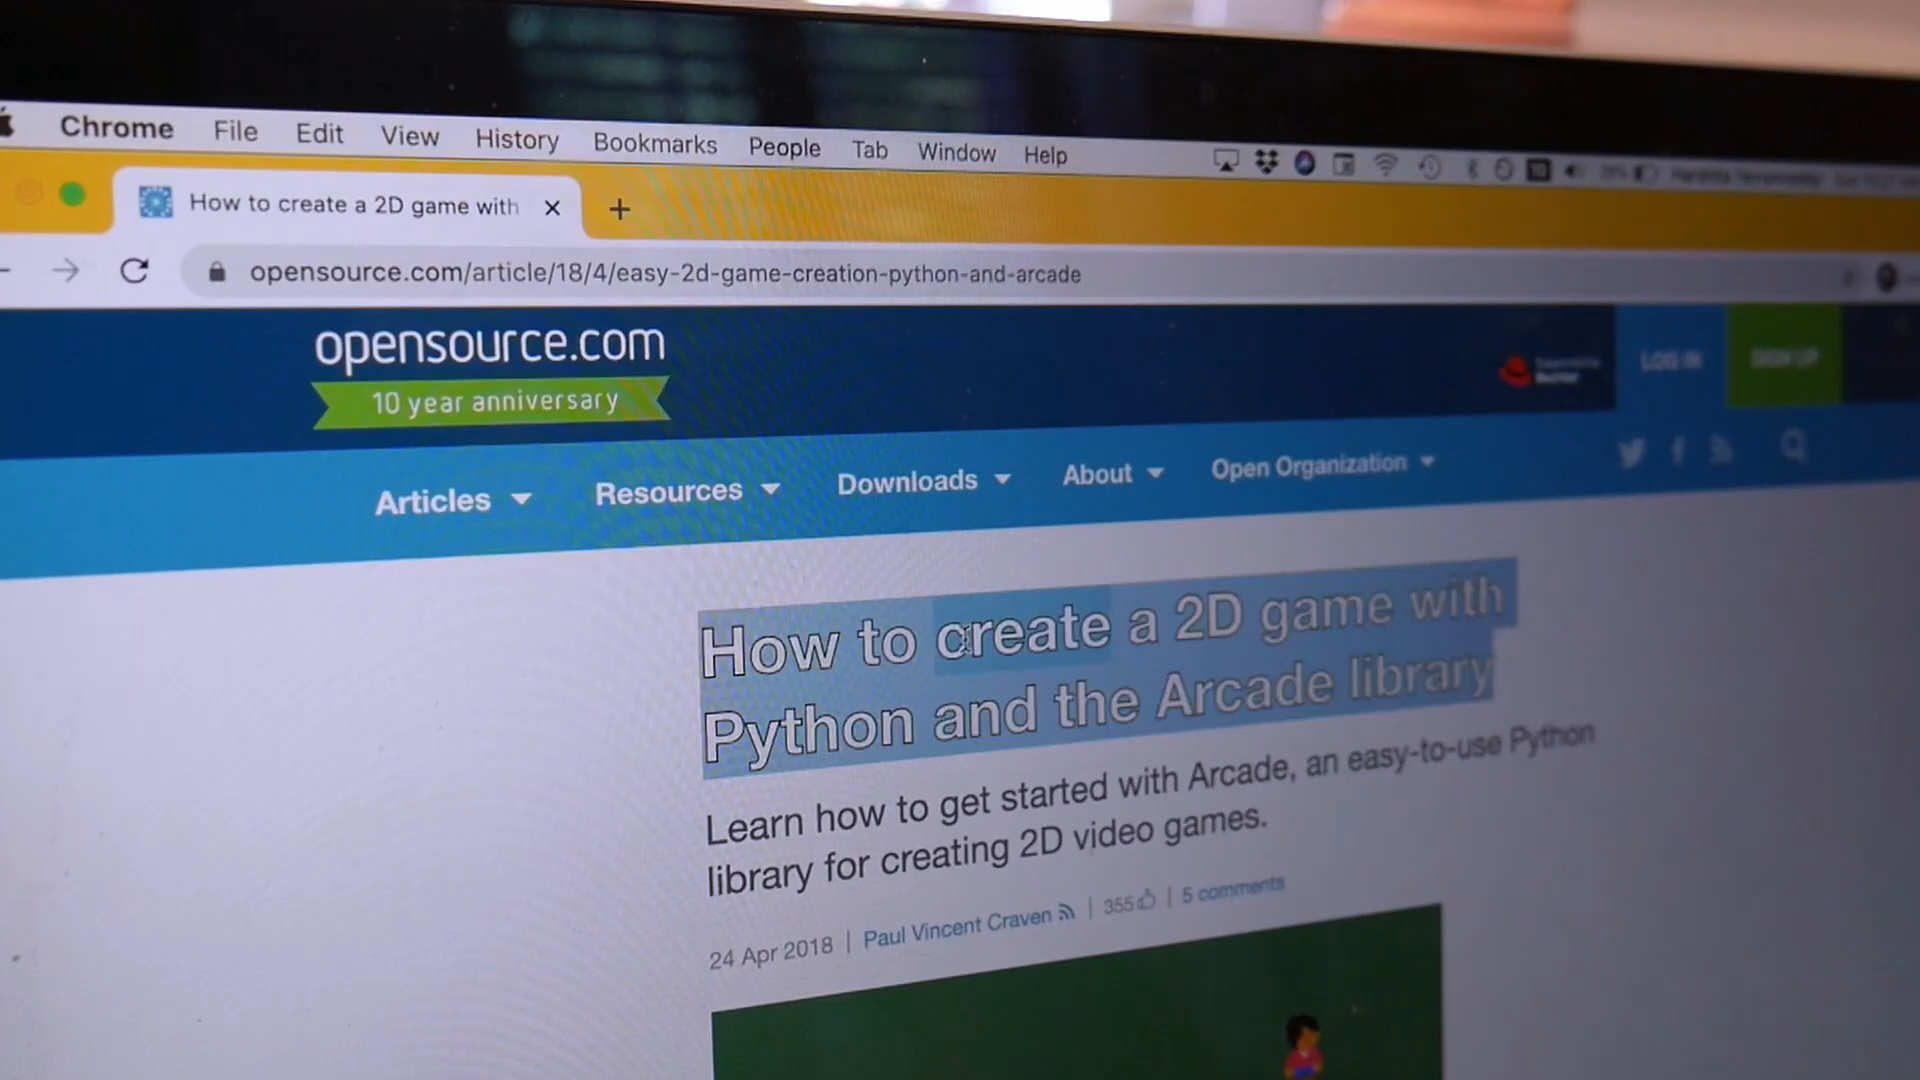 Chrome File Edit View History Bookmarks People Tab Window Help
How to create a 2D game with
opensource.com/article/18/4/easy-2d-game-creation-python-and-arcade
opensource.com
10 year anniversary
LOG IN SIGN UP
Articles Resources Downloads About Open Organization
How to create a 2D game with
Python and the Arcade library
Learn how to get started with Arcade, an easy-to-use Python
library for creating 2D video games.
24 Apr 2018 | Paul Vincent Craven | 355 | 5 comments